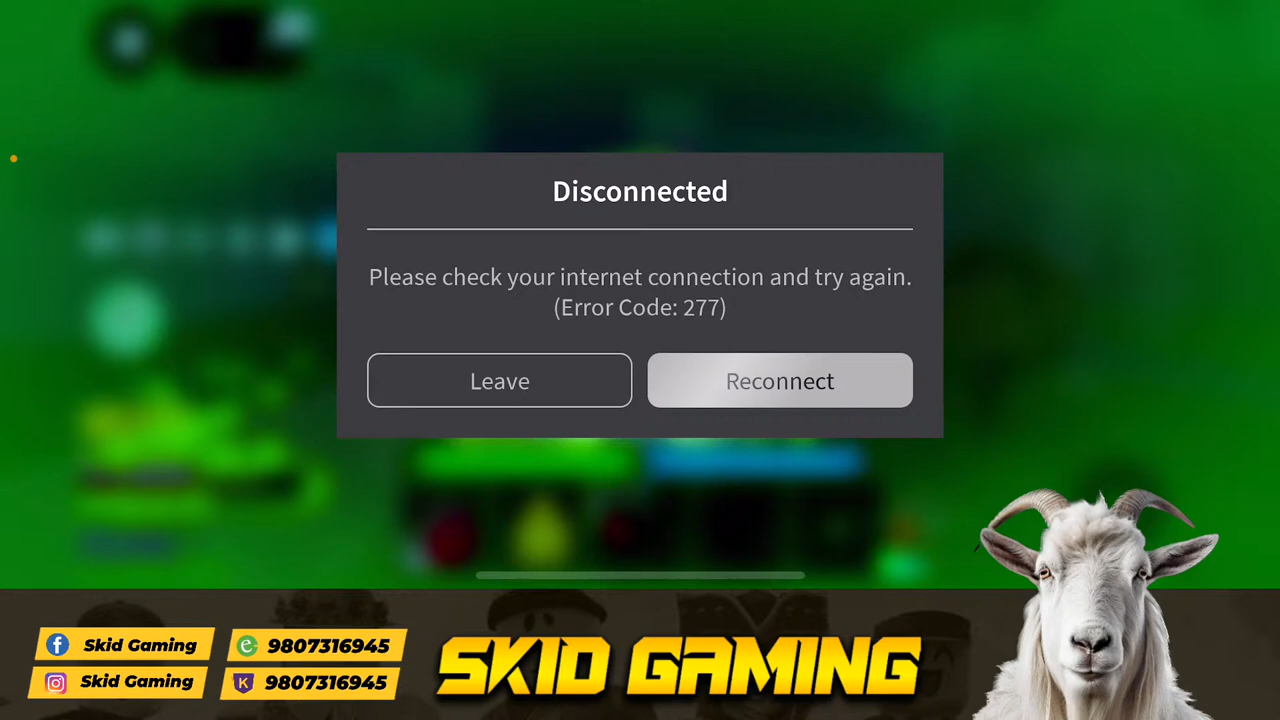 Disconnected
Please check your internet connection and try again.
(Error Code: 277)
Leave
Reconnect
Skid Gaming
9807316945
Skid Gaming
9807316945
SKID GAMING